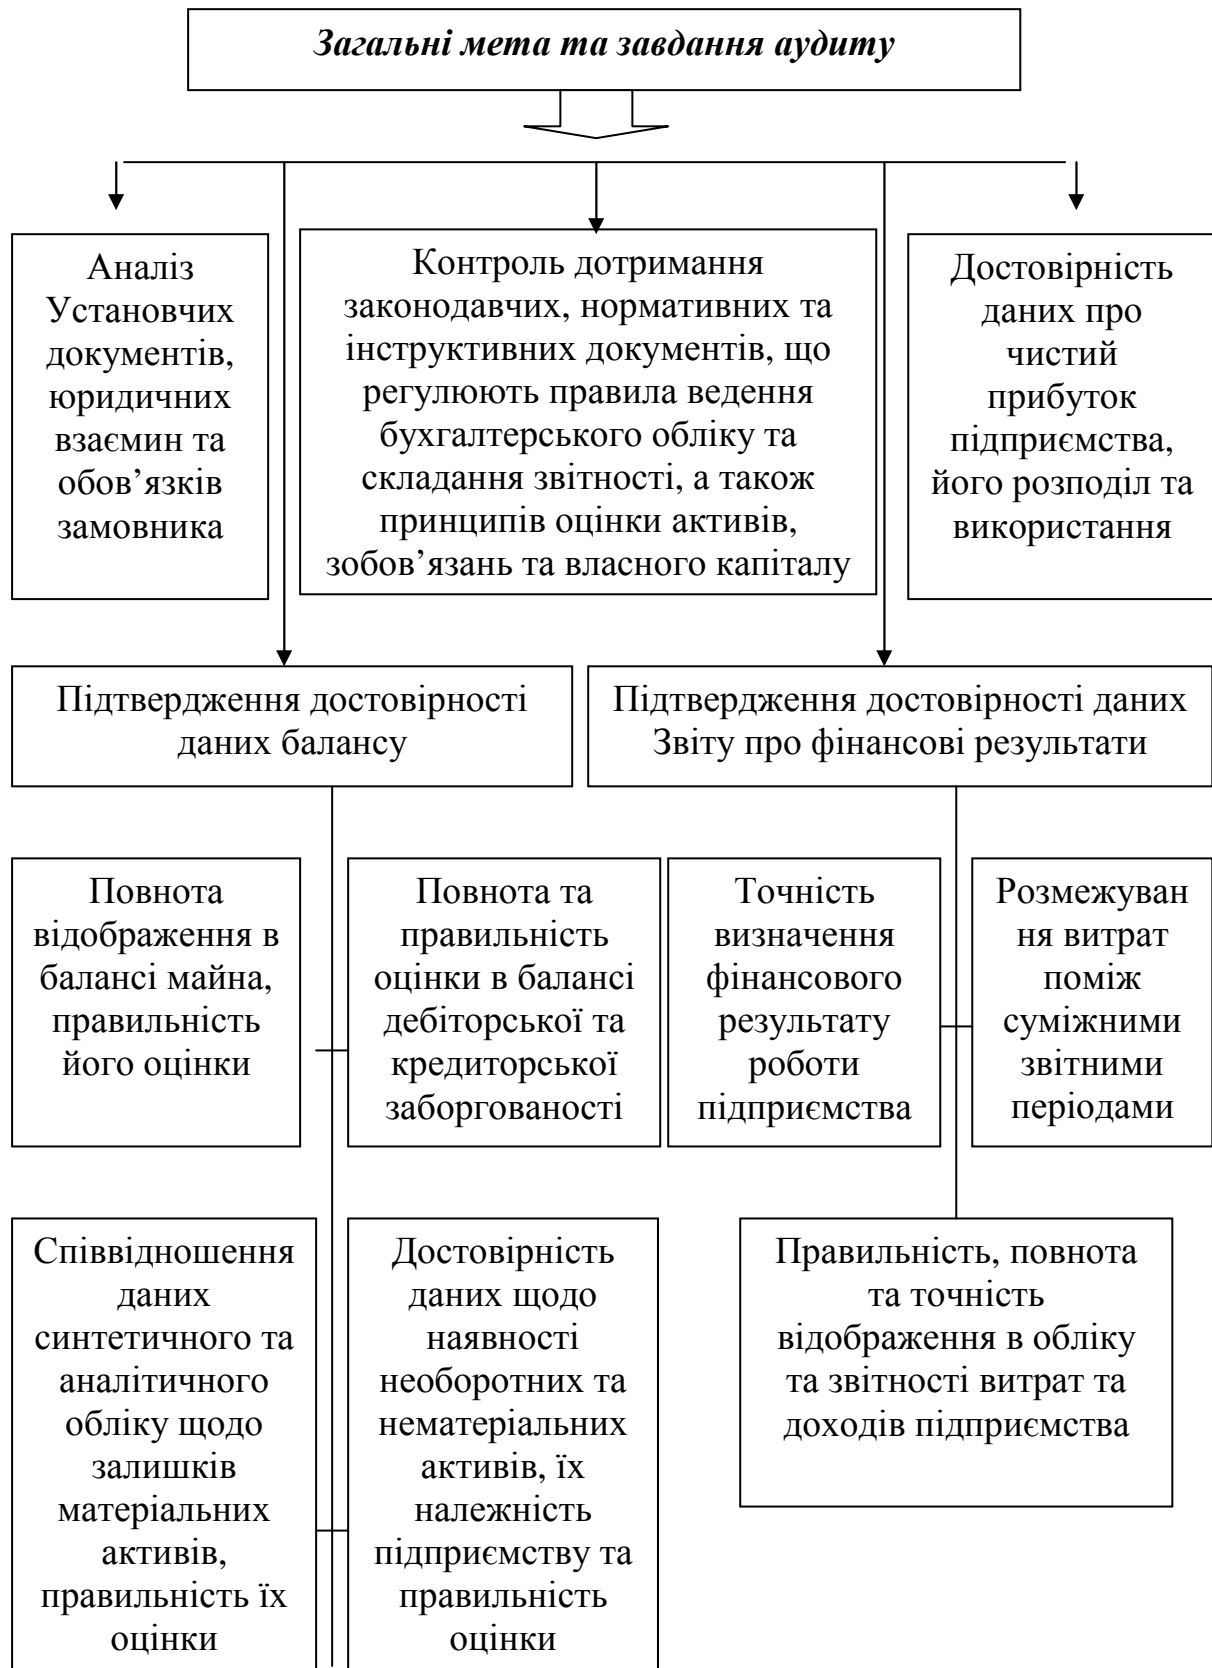 Загальні мета та завдання аудиту
Аналіз
Установчих
документів,
юридичних
взаємин та
обов’язків
замовника
Контроль дотримання
законодавчих, нормативних та
інструктивних документів, що
регулюють правила ведення
бухгалтерського обліку та
складання звітності, а також
принципів оцінки активів,
зобов’язань та власного капіталу
Достовірність
даних про
чистий
прибуток
підприємства,
його розподіл та
використання
Підтвердження достовірності
даних балансу
Підтвердження достовірності даних
Звіту про фінансові результати
Повнота
відображення в
балансі майна,
правильність
його оцінки
Повнота та
правильність
оцінки в балансі
дебіторської та
кредиторської
заборгованості
Точність
визначення
фінансового
результату
роботи
підприємства
Розмежуван
ня витрат
поміж
суміжними
звітними
періодами
Співвідношення
даних
синтетичного та
аналітичного
обліку щодо
залишків
матеріальних
активів,
правильність їх
оцінки
Достовірність
даних щодо
наявності
необоротних та
нематеріальних
активів, їх
належність
підприємству та
правильність
оцінки
Правильність, повнота
та точність
відображення в обліку
та звітності витрат та
доходів підприємства